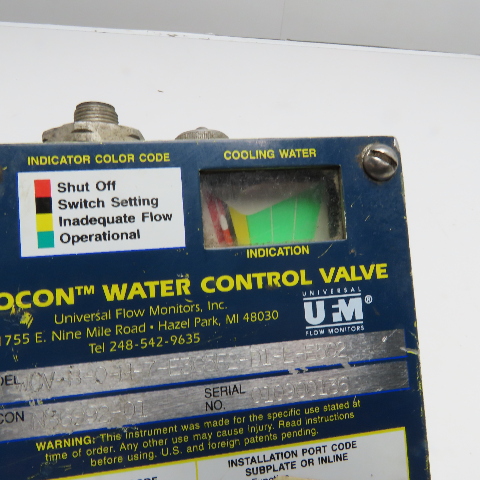 INDICATOR COLOR CODE
Shut Off
Switch Setting
Inadequate Flow
Operational
COOLING WATER
INDICATION
OCON™ WATER CONTROL VALVE
Universal Flow Monitors, Inc.
1755 E. Nine Mile Road • Hazel Park, MI 48030
Tel 248-542-9635
UNIVERSAL
UFM®
FLOW MONITORS
SERIAL
NO.
WARNING: This instrument was made for the specific use stated at
time of order. Any other use may cause injury. Read instructions
before using. U.S. and foreign patents pending.
INSTALLATION PORT CODE
SUBPLATE OR INLINE